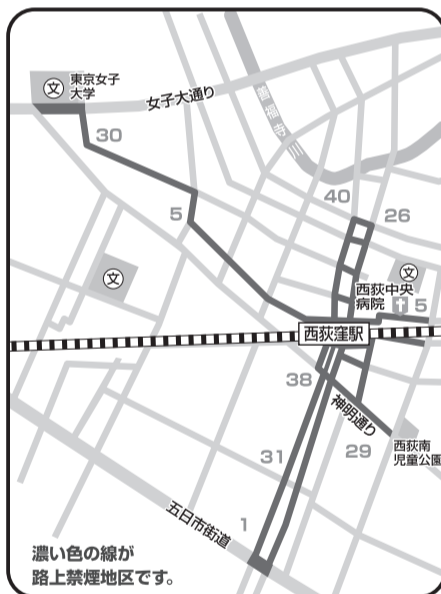 文
東京女子
大学
女子大通り
善福寺川
30
5
40
26
文
文
西荻中央
病院
5
西荻窪駅
38
神明通り
西荻南
児童公園
29
31
1
五日市街道
濃い色の線が
路上禁煙地区です。